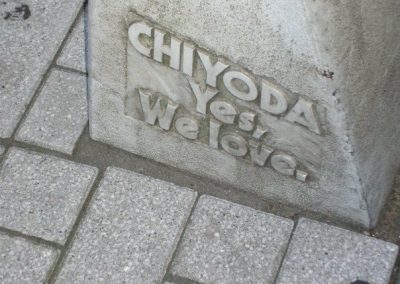 CHIYODA
Yes,
We love.